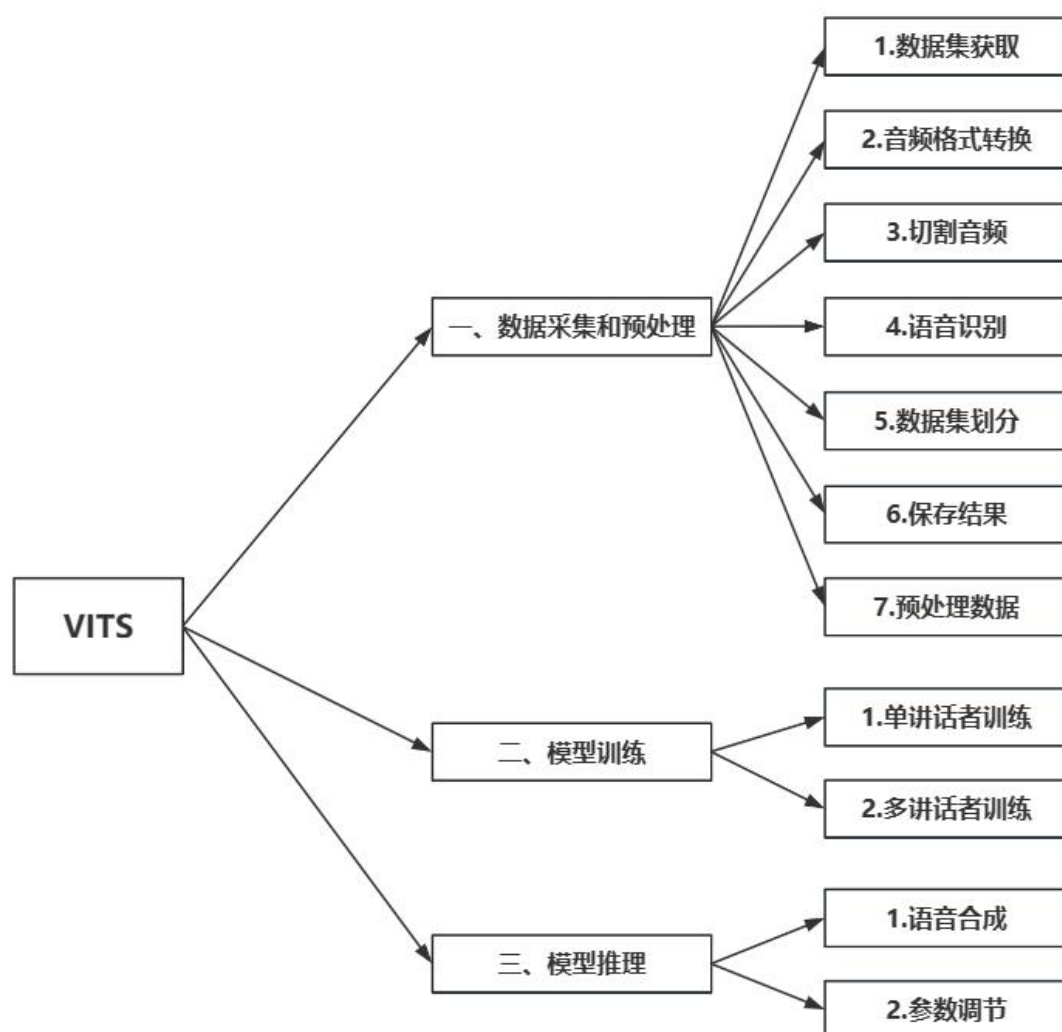 VITS
一、数据采集和预处理
1.数据集获取
2.音频格式转换
3.切割音频
4.语音识别
5.数据集划分
6.保存结果
7.预处理数据
二、模型训练
1.单讲话者训练
2.多讲话者训练
三、模型推理
1.语音合成
2.参数调节